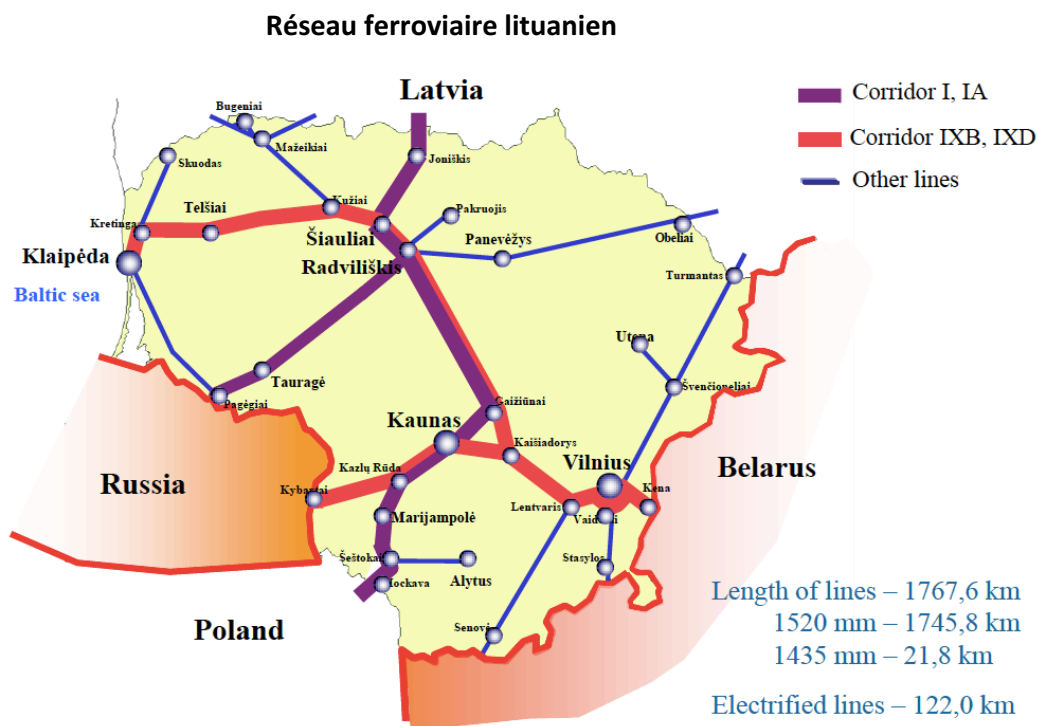 Réseau ferroviaire lituanien
Latvia
Corridor I, IA
Corridor IXB, IXD
Other lines
Bugeniai
Mažeikiai
Skuodas
Joniškis
Telšiai
Kužiai
Pakruojis
Kretinga
Šiauliai
Panevėžys
Obeliai
Klaipėda
Radviliškis
Turmantas
Baltic sea
Utena
Tauragė
Švenčioneliai
Pagėgiai
Gaižiūnai
Kaunas
Kaišiadorys
Vilnius
Belarus
Kazlų Rūda
Russia
Kybartai
Kena
Lentvaris
Marijampolė
Šeštokai
Alytus
Stasylos
Poland
Senovė
Length of lines – 1767,6 km
1520 mm – 1745,8 km
1435 mm – 21,8 km
Electrified lines – 122,0 km